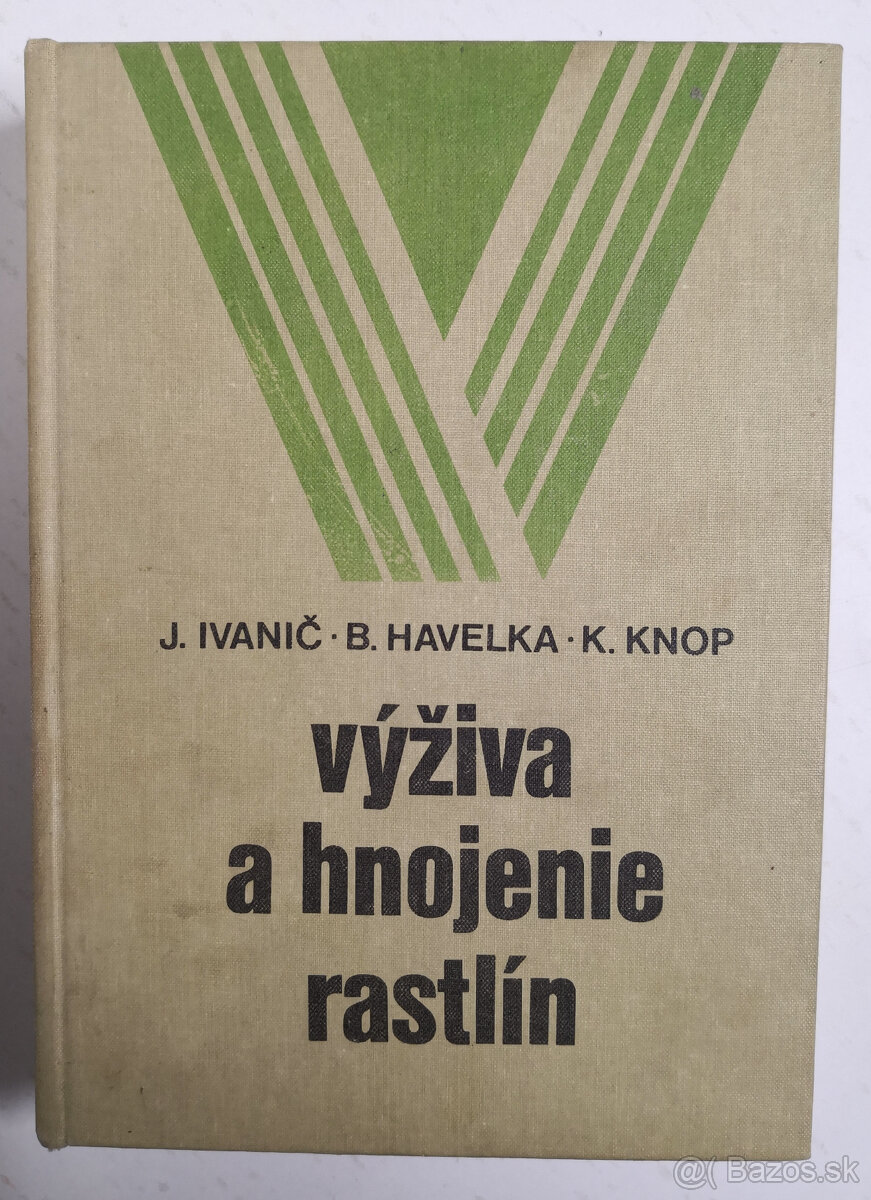 J. IVANIČ · B. HAVELKA · K. KNOP
výživa
a hnojenie
rastlín
@( Bazos.sk